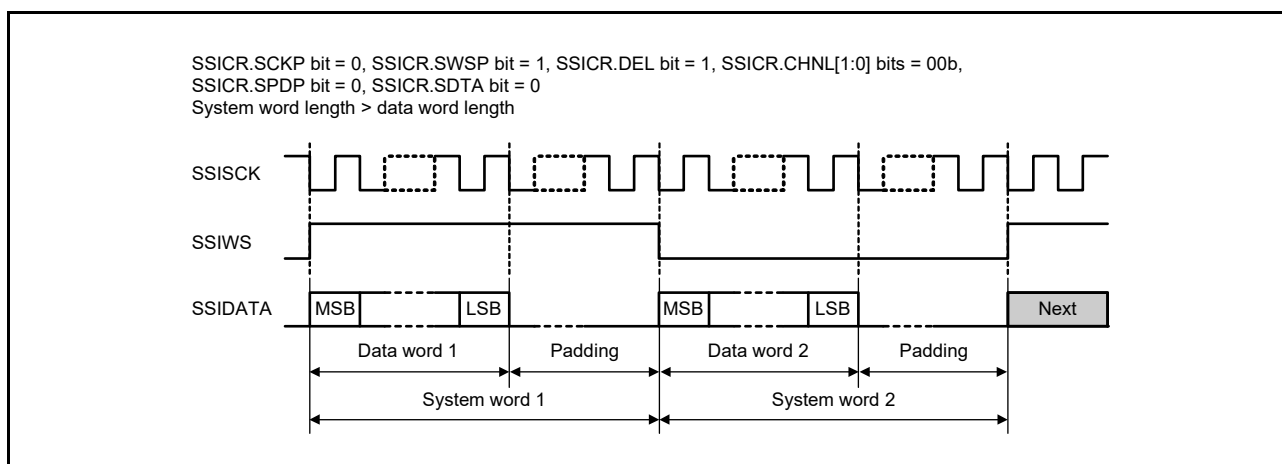 SSICR.SCKP bit = 0, SSICR.SWSP bit = 1, SSICR.DEL bit = 1, SSICR.CHNL[1:0] bits = 00b,
SSICR.SPDP bit = 0, SSICR.SDTA bit = 0
System word length > data word length
SSISCK
SSIWS
SSIDATA MSB LSB MSB LSB Next
Data word 1 Padding Data word 2 Padding
System word 1 System word 2